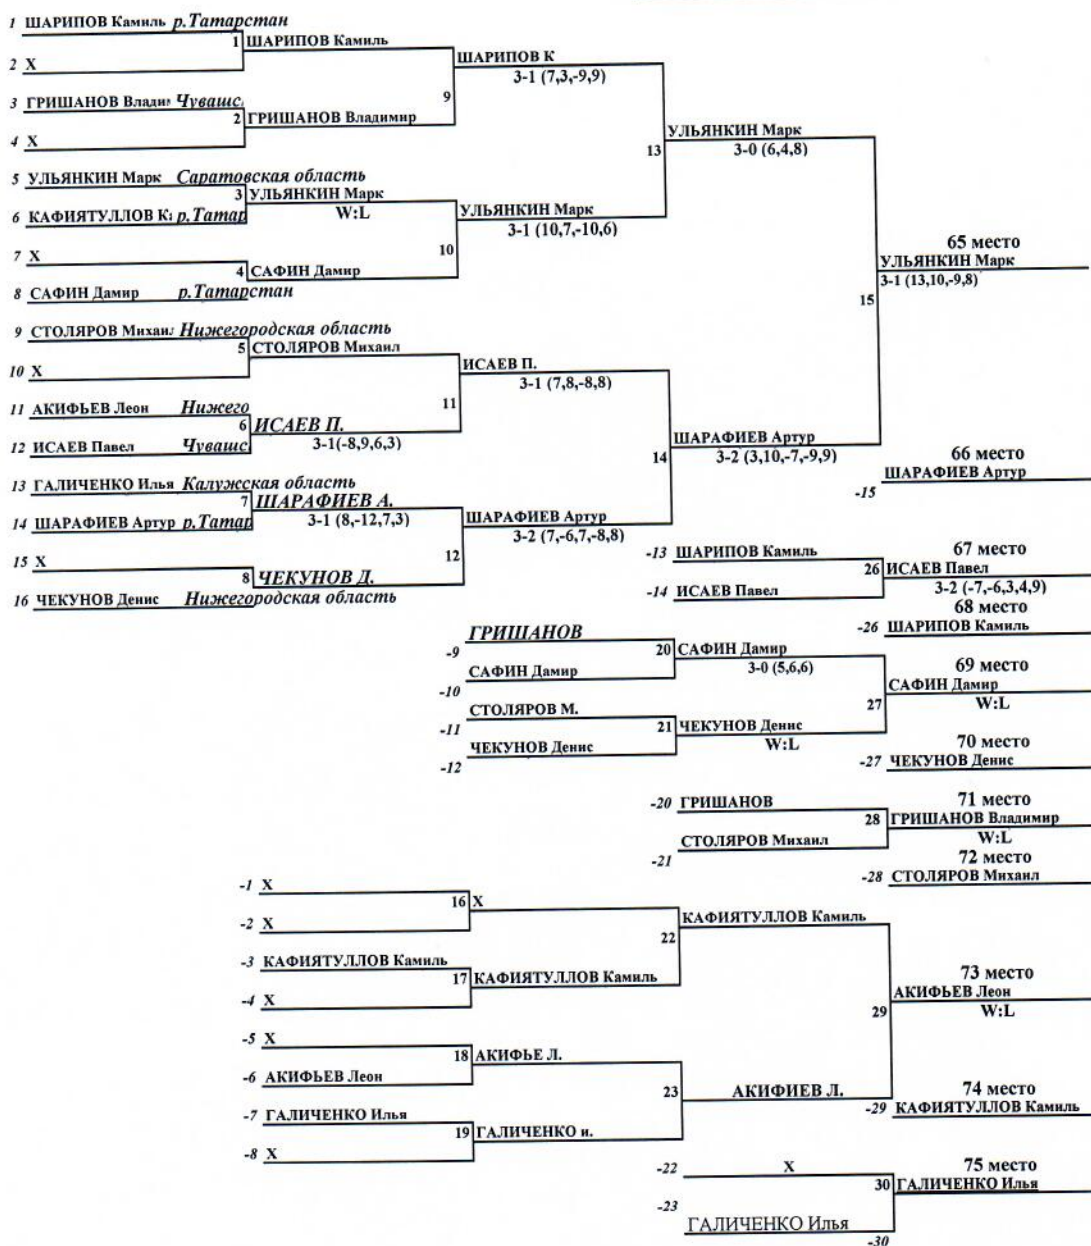 1 ШАРИПОВ Камиль р.Татарстан
1 ШАРИПОВ Камиль
2 X
ШАРИПОВ К
3-1 (7,3,-9,9)
9
3 ГРИШАНОВ Владим Чувашс
2 ГРИШАНОВ Владимир
4 X
УЛЬЯНКИН Марк
13
3-0 (6,4,8)
5 УЛЬЯНКИН Марк Саратовская область
3 УЛЬЯНКИН Марк
W:L
6 КАФИЯТУЛЛОВ К: р.Татар
УЛЬЯНКИН Марк
3-1 (10,7,-10,6)
10
7 X
4 САФИН Дамир
8 САФИН Дамир р.Татарстан
65 место
УЛЬЯНКИН Марк
3-1 (13,10,-9,8)
15
9 СТОЛЯРОВ Михаил Нижегородская область
5 СТОЛЯРОВ Михаил
10 X
ИСАЕВ П.
3-1 (7,8,-8,8)
11
11 АКИФЬЕВ Леон Нижего
6 ИСАЕВ П.
3-1(-8,9,6,3)
12 ИСАЕВ Павел Чувашс
ШАРАФИЕВ Артур
14
3-2 (3,10,-7,-9,9)
66 место
-15 ШАРАФИЕВ Артур
13 ГАЛИЧЕНКО Илья Калужская область
7 ШАРАФИЕВ А.
3-1 (8,-12,7,3)
14 ШАРАФИЕВ Артур р.Татар
ШАРАФИЕВ Артур
3-2 (7,-6,7,-8,8)
12
15 X
8 ЧЕКУНОВ Д.
16 ЧЕКУНОВ Денис Нижегородская область
-13 ШАРИПОВ Камиль
67 место
26 ИСАЕВ Павел
3-2 (-7,-6,3,4,9)
-14 ИСАЕВ Павел
68 место
-26 ШАРИПОВ Камиль
-9 ГРИШАНОВ
20 САФИН Дамир
3-0 (5,6,6)
-10 САФИН Дамир
69 место
САФИН Дамир
27
W:L
-11 СТОЛЯРОВ М.
21 ЧЕКУНОВ Денис
W:L
-12 ЧЕКУНОВ Денис
70 место
-27 ЧЕКУНОВ Денис
-20 ГРИШАНОВ
71 место
28 ГРИШАНОВ Владимир
W:L
-21 СТОЛЯРОВ Михаил
72 место
-28 СТОЛЯРОВ Михаил
-1 X
16 X
-2 X
КАФИЯТУЛЛОВ Камиль
22
-3 КАФИЯТУЛЛОВ Камиль
17 КАФИЯТУЛЛОВ Камиль
-4 X
73 место
АКИФЬЕВ Леон
29
W:L
-5 X
18 АКИФЬЕ Л.
-6 АКИФЬЕВ Леон
23
АКИФИЕВ Л.
-7 ГАЛИЧЕНКО Илья
19 ГАЛИЧЕНКО и.
-8 X
74 место
-29 КАФИЯТУЛЛОВ Камиль
-22 X
75 место
30 ГАЛИЧЕНКО Илья
-23 ГАЛИЧЕНКО Илья
-30